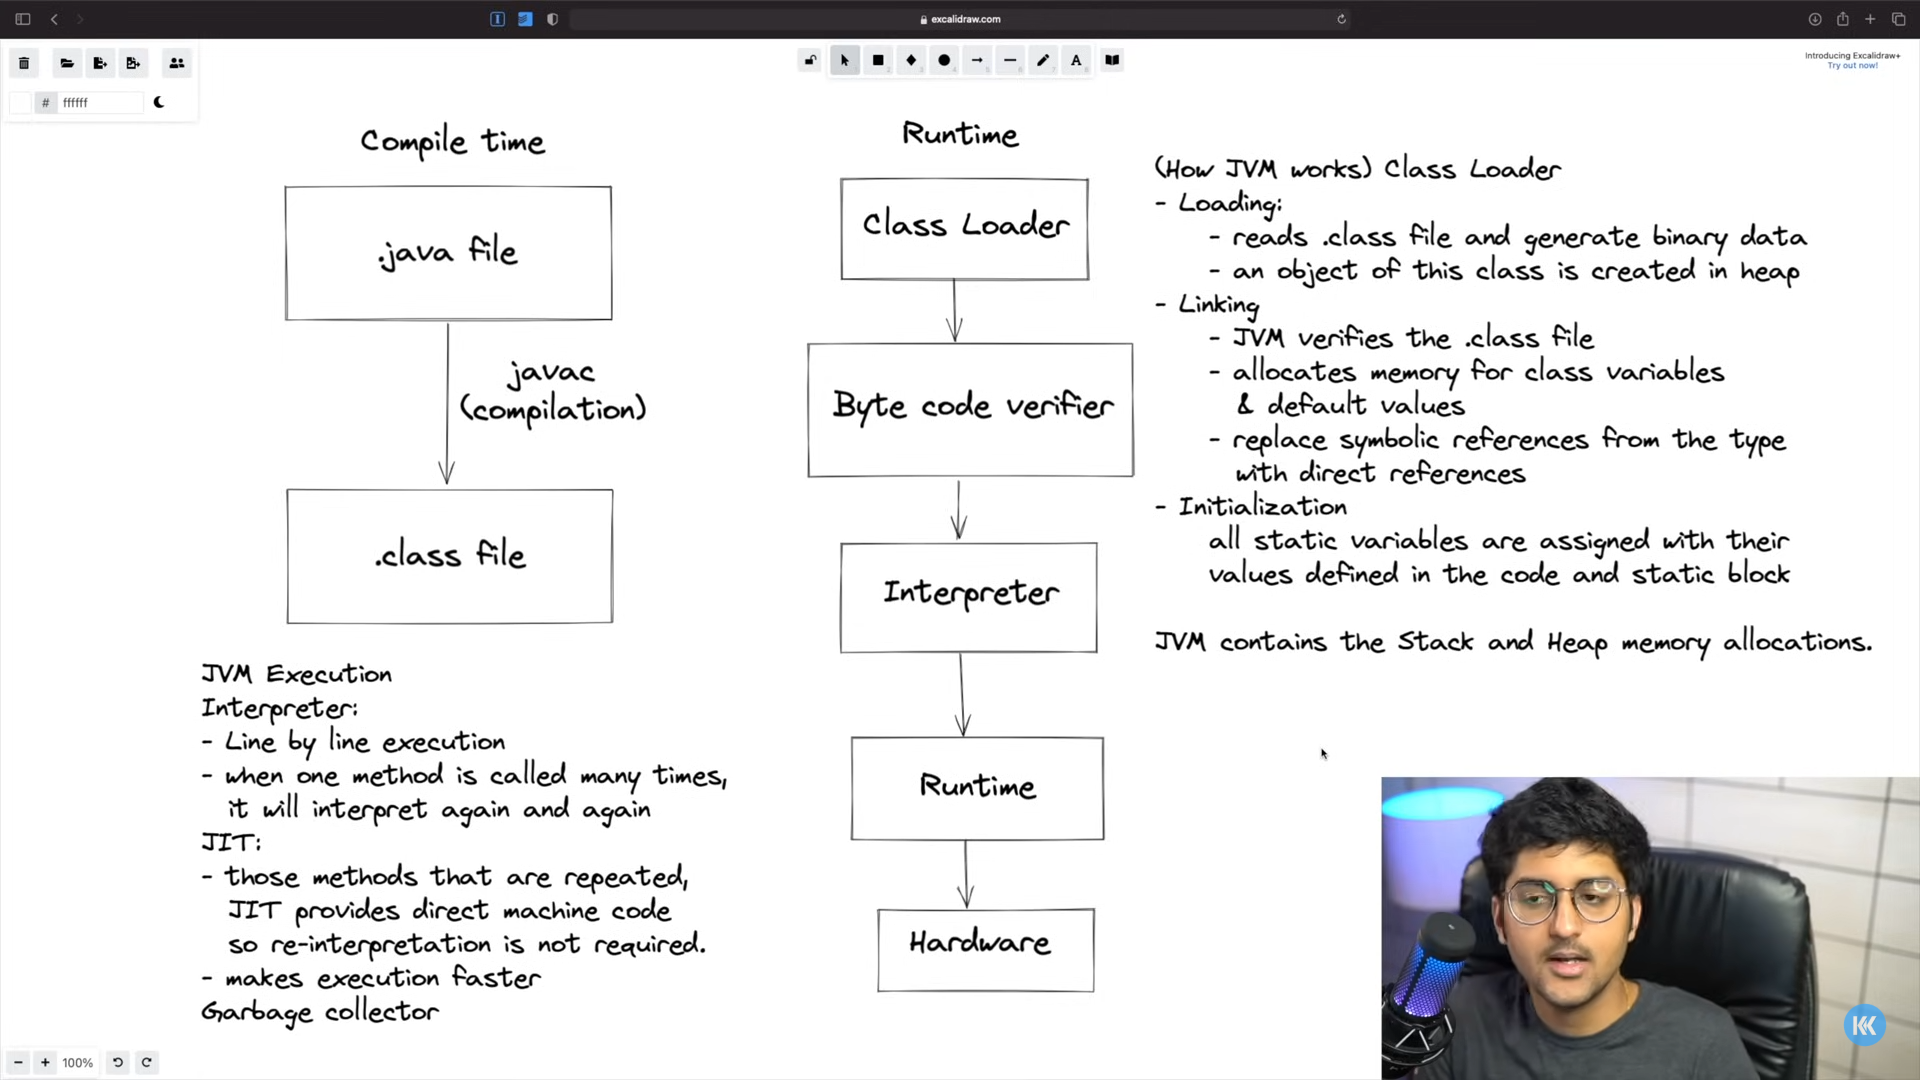 excalidraw.com
Introducing Excalidraw+
Try out now!
# ffffff
A
Compile time
.java file
javac
(compilation)
.class file
JVM Execution
Interpreter:
- Line by line execution
- when one method is called many times,
it will interpret again and again
JIT:
- those methods that are repeated,
JIT provides direct machine code
so re-interpretation is not required.
- makes execution faster
Garbage collector
Runtime
Class Loader
Byte code verifier
Interpreter
Runtime
Hardware
(How JVM works) Class Loader
- Loading:
- reads .class file and generate binary data
- an object of this class is created in heap
- Linking
- JVM verifies the .class file
- allocates memory for class variables
& default values
- replace symbolic references from the type
with direct references
- Initialization
all static variables are assigned with their
values defined in the code and static block
JVM contains the Stack and Heap memory allocations.
100%
KK